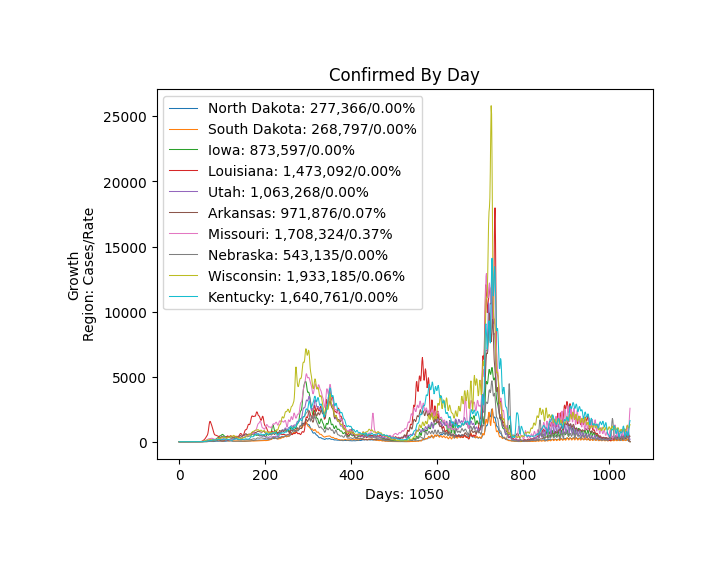 Confirmed By Day
Growth
Region: Cases/Rate
25000
20000
15000
10000
5000
0
North Dakota: 277,366/0.00%
South Dakota: 268,797/0.00%
Iowa: 873,597/0.00%
Louisiana: 1,473,092/0.00%
Utah: 1,063,268/0.00%
Arkansas: 971,876/0.07%
Missouri: 1,708,324/0.37%
Nebraska: 543,135/0.00%
Wisconsin: 1,933,185/0.06%
Kentucky: 1,640,761/0.00%
0 200 400 600 800 1000
Days: 1050